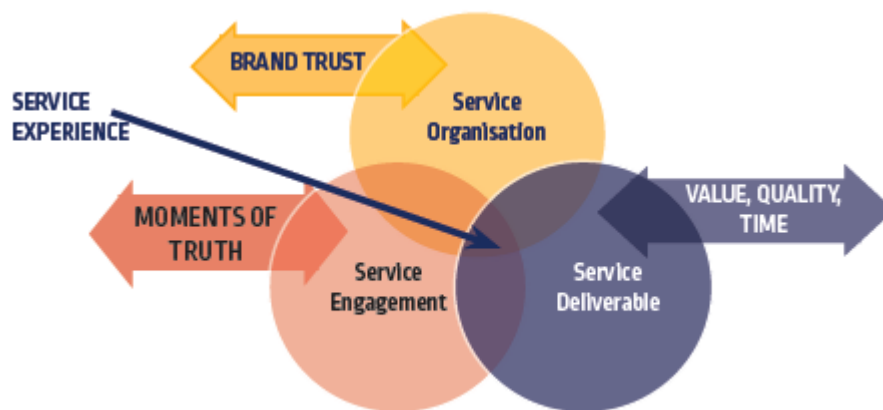 BRAND TRUST
Service
Organisation
SERVICE
EXPERIENCE
MOMENTS OF
TRUTH
VALUE, QUALITY,
TIME
Service
Engagement
Service
Deliverable